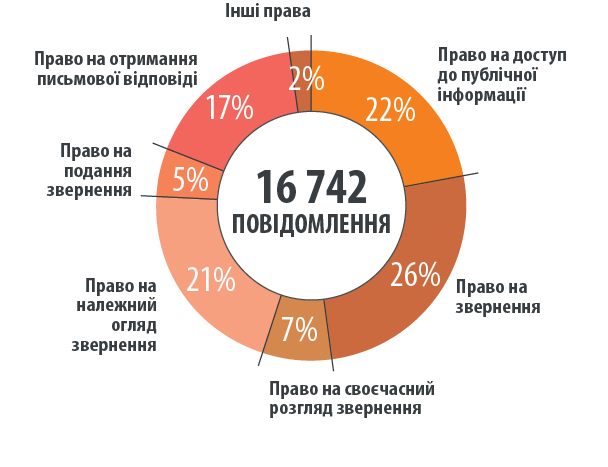 Інші права
2%
Право на доступ
до публічної
інформації
22%
26%
Право на
звернення
7%
Право на своєчасний
розгляд звернення
21%
Право на
належний
огляд
звернення
5%
Право на
подання
звернення
17%
Право на отримання
письмової відповіді
16 742
ПОВІДОМЛЕННЯ